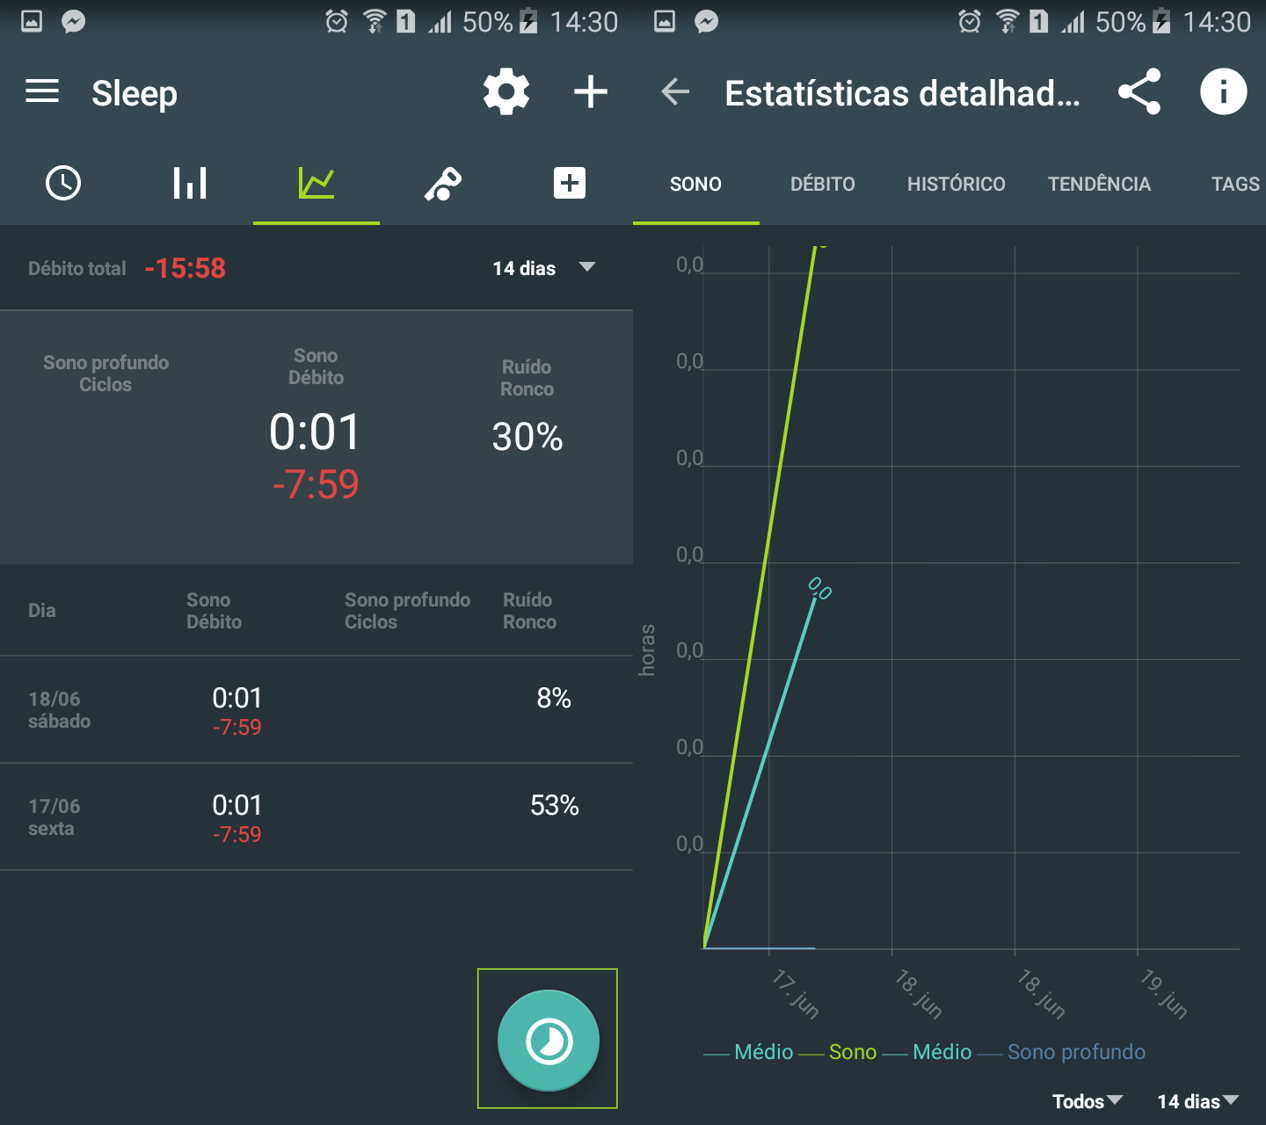 1 50% 14:30
Sleep
Débito total -15:58 14 dias
Sono profundo
Ciclos
Sono
Débito
0:01
-7:59
Ruído
Ronco
30%
Dia
Sono
Débito
Sono profundo
Ciclos
Ruído
Ronco
18/06
sábado
0:01
-7:59
8%
17/06
sexta
0:01
-7:59
53%
1 50% 14:30
Estatísticas detalhad...
SONO DÉBITO HISTÓRICO TENDÊNCIA TAGS
0,0
0,0
0,0
0,0
0,0
0,0
0,0
0,0
horas
17. jun
18. jun
18. jun
19. jun
Médio Sono Médio Sono profundo
Todos 14 dias